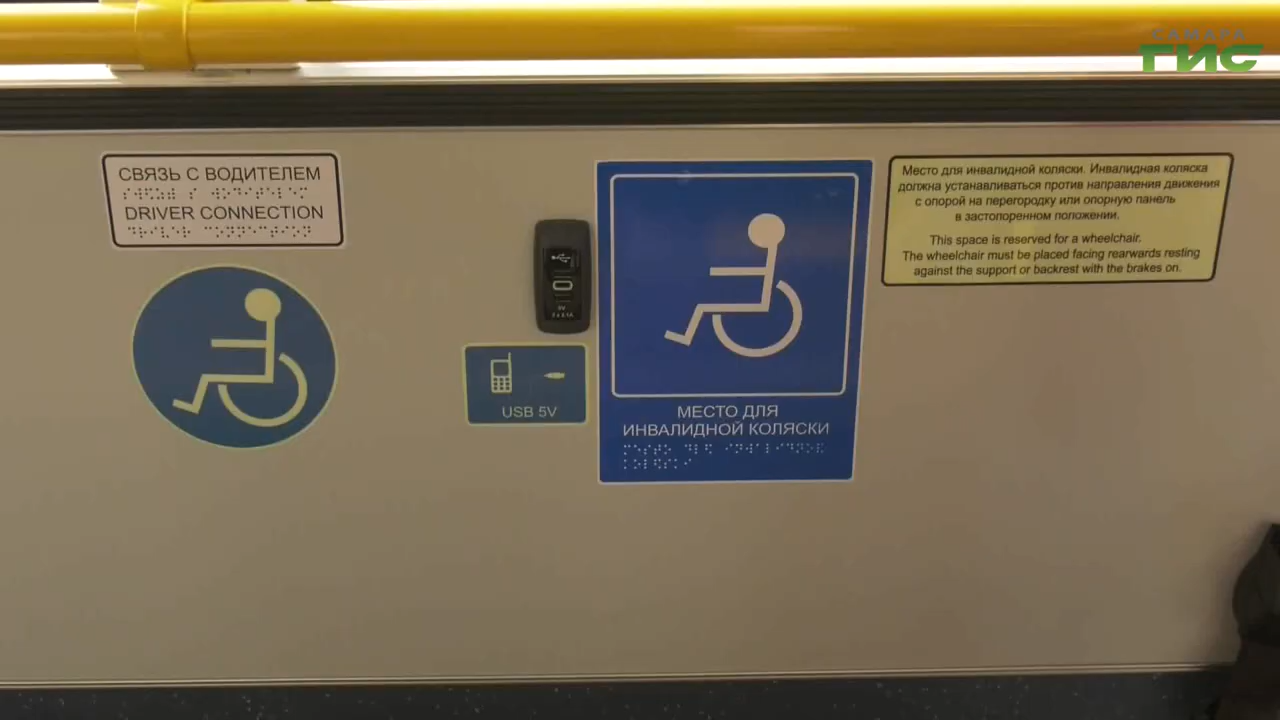 САМАРА
ГИС
СВЯЗЬ С ВОДИТЕЛЕМ
DRIVER CONNECTION
USB 5V
МЕСТО ДЛЯ
ИНВАЛИДНОЙ КОЛЯСКИ
Место для инвалидной коляски. Инвалидная коляска
должна устанавливаться против направления движения
с опорой на перегородку или опорную панель
в застопоренном положении.
This space is reserved for a wheelchair.
The wheelchair must be placed facing rearwards resting
against the support or backrest with the brakes on.